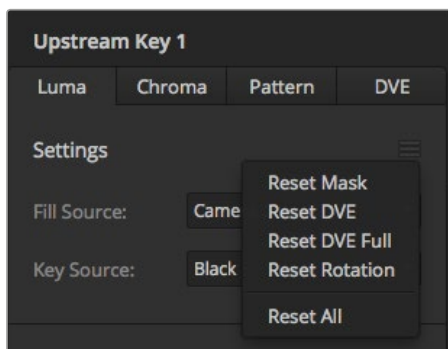 Upstream Key 1
Luma Chroma Pattern DVE
Settings
Reset Mask
Fill Source: Came Reset DVE
Reset DVE Full
Key Source: Black Reset Rotation
Reset All